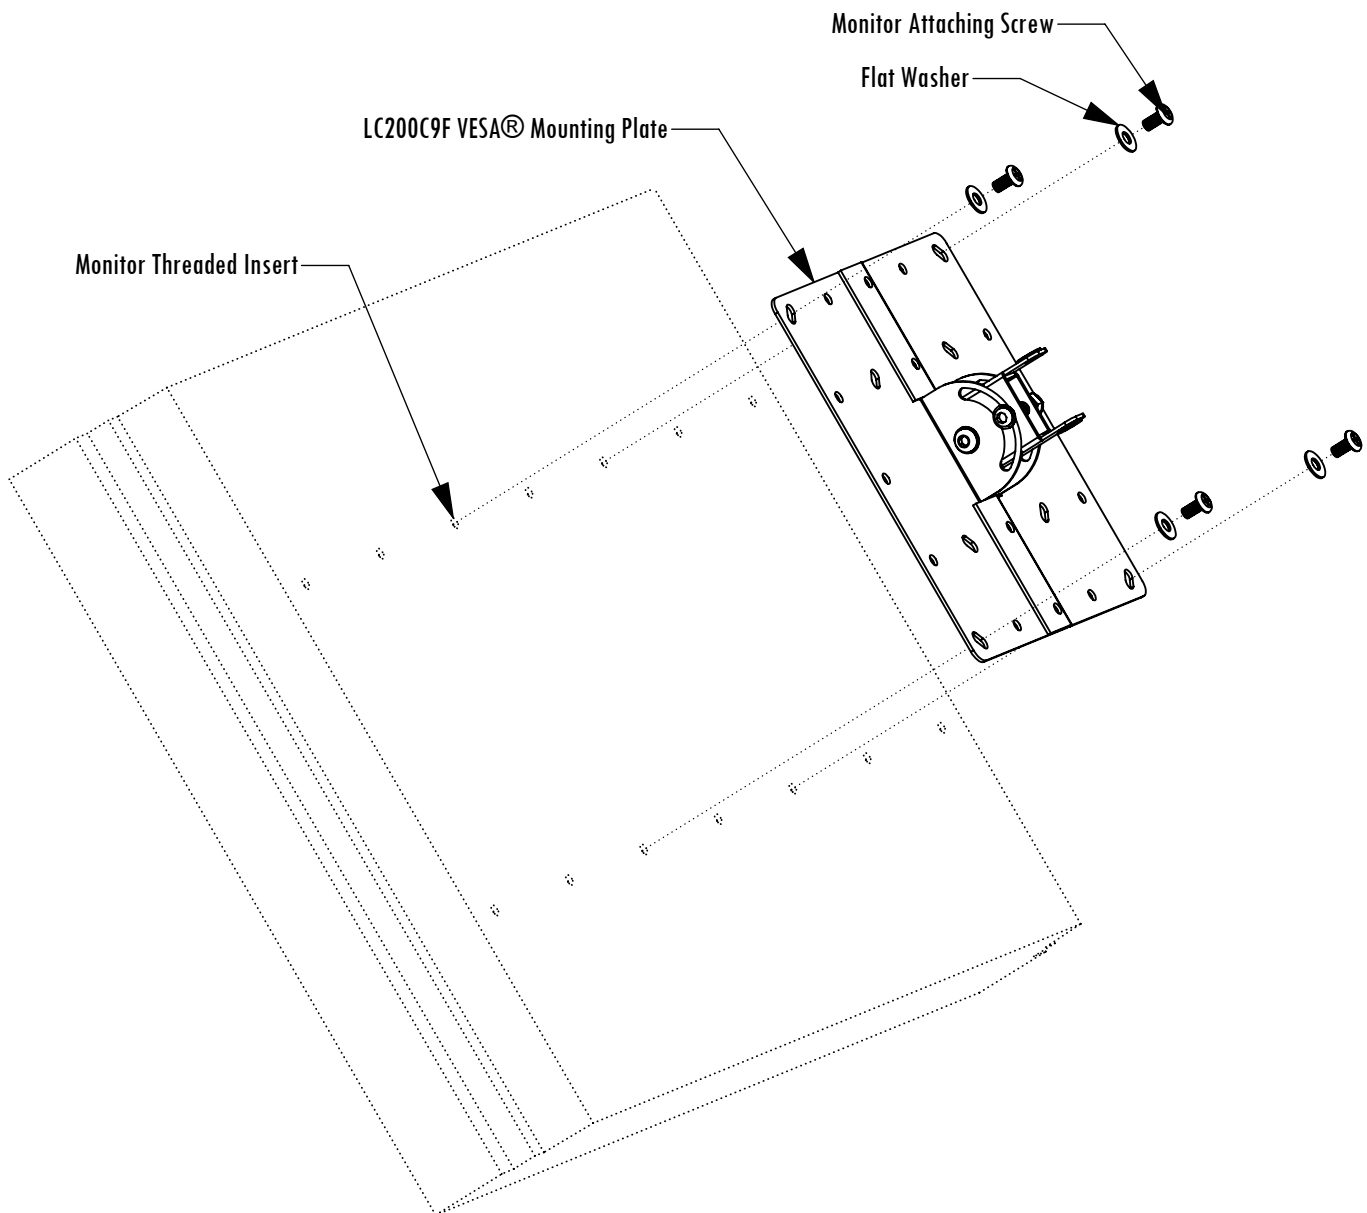 Monitor Attaching Screw
Flat Washer
LC200C9F VESA® Mounting Plate
Monitor Threaded Insert